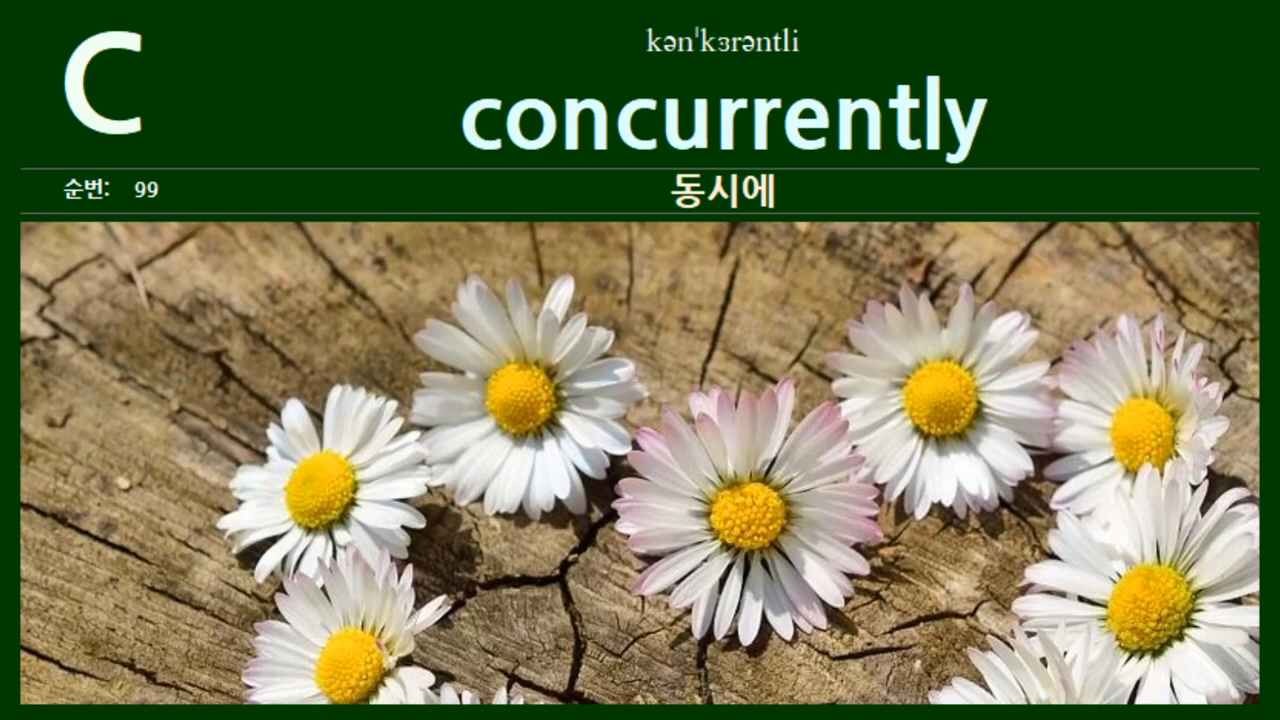 C
kənˈkɜrəntli
concurrently
순번: 99
동시에